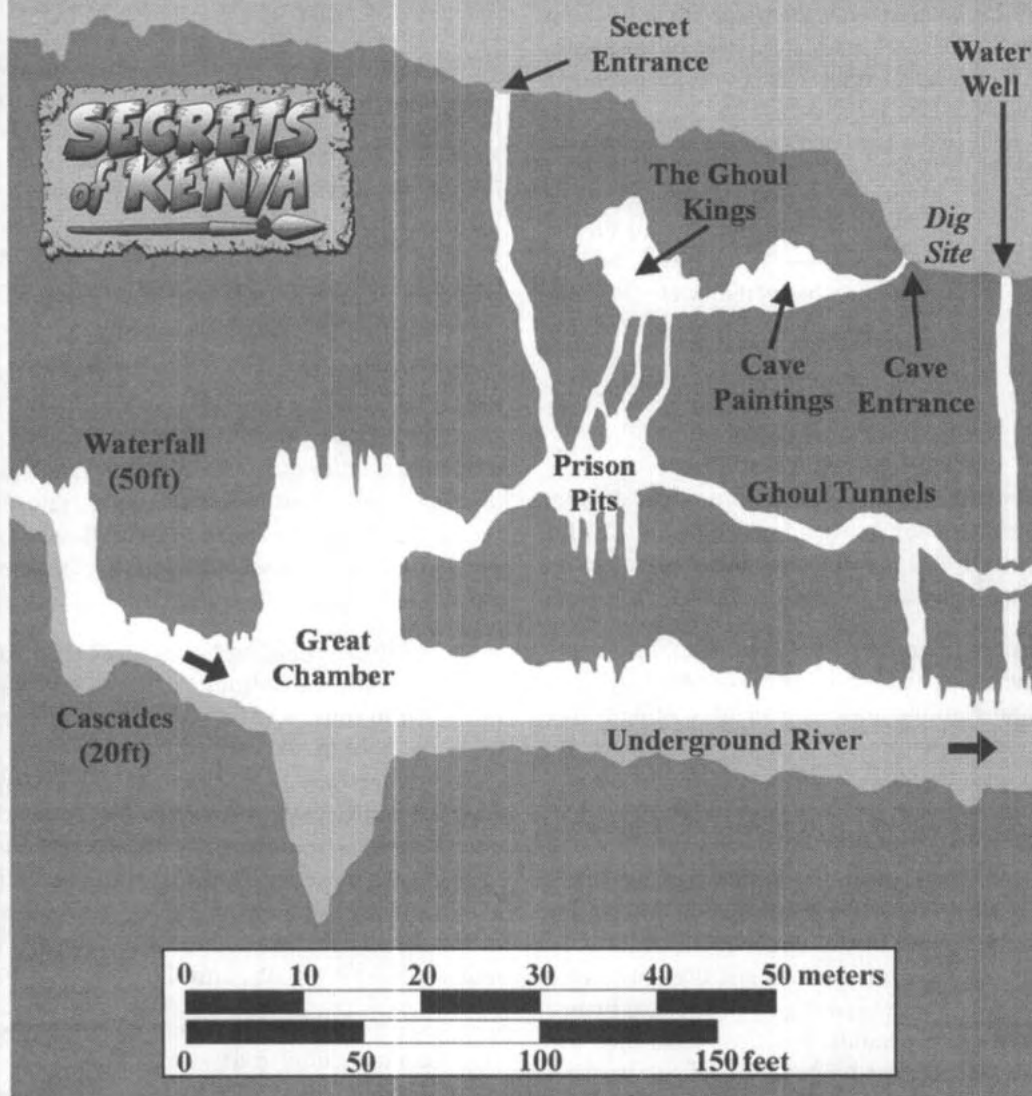 SECRETS
of KENYA
Secret
Entrance
Water
Well
The Ghoul
Kings
Dig
Site
Cave
Paintings
Cave
Entrance
Waterfall
(50ft)
Prison
Pits
Ghoul Tunnels
Great
Chamber
Cascades
(20ft)
Underground River
0 10 20 30 40 50 meters
0 50 100 150 feet